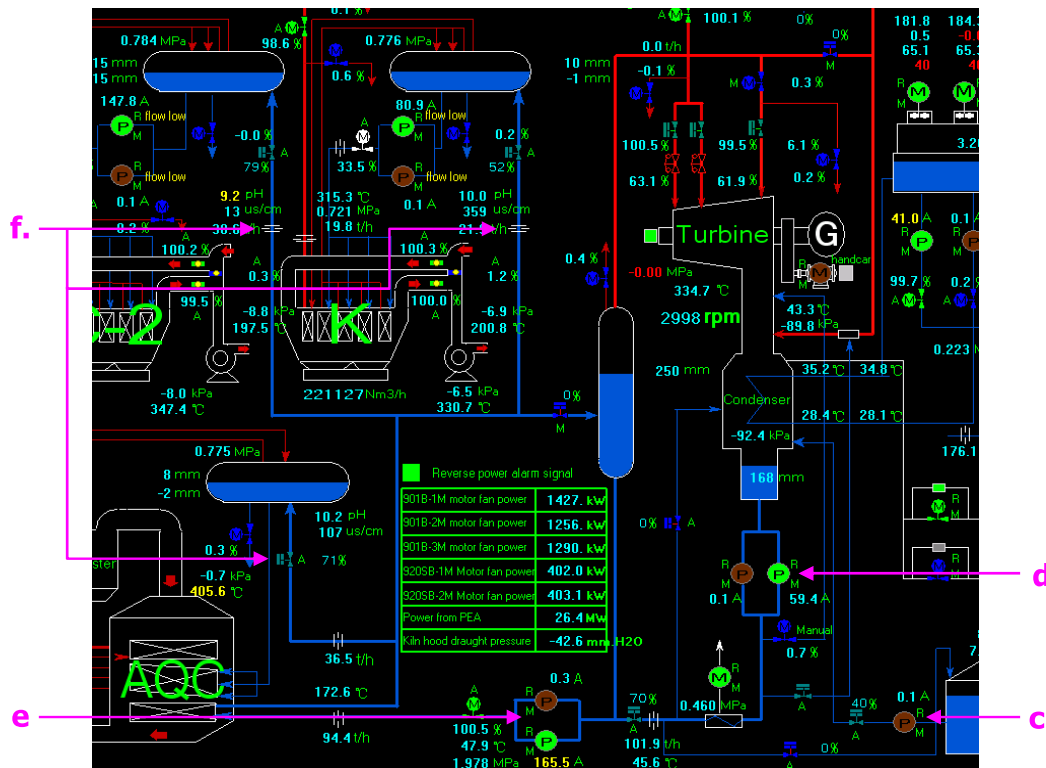 0.1 %
100.1 %
0%
181.8
184.3
0.784 MPa
98.6 %
0.776 MPa
0.0 t/h
0%
0.5
65.1
40
15 mm
15 mm
0.6 %
10 mm
-1 mm
-0.1 %
M
0.3 %
R
M
M
R
M
M
147.8 A
flow low
P
R
M
80.9 A
flow low
P
R
M
-0.0 %
79%
A
M
33.5 %
0.2 %
52%
A
100.5 %
99.5 %
6.1 %
3.20
P
flow low
P
flow low
63.1 %
61.9 %
0.2 %
0.1 A
9.2 pH
13 us/cm
38.6 t/h
315.3 ℃
0.721 MPa
19.8 t/h
0.1 A
10.0 pH
359 us/cm
21. t/h
41.0 A
0.1 A
f.
8.2 %
100.2 %
A
100.3 %
A
Turbine
G
R
M
handcar
P
R
M
P
0.3 %
1.2 %
0.4 %
-0.00 MPa
334.7 ℃
99.7 %
A
0.2 %
A
99.5 %
A
100.0 %
A
-8.8 kPa
197.5 ℃
-6.9 kPa
200.8 ℃
2998 rpm
43.3 ℃
-89.8 kPa
-2
K
0.223 M
-8.0 kPa
347.4 ℃
221127 Nm3/h
-6.5 kPa
330.7 ℃
0%
M
250 mm
35.2 ℃
34.8 ℃
Condenser
28.4 ℃
28.1 ℃
-92.4 kPa
176.1
0.775 MPa
8 mm
-2 mm
Reverse power alarm signal
168 mm
901B-1M motor fan power 1427. kW
901B-2M motor fan power 1256. kW
901B-3M motor fan power 1290. kW
920SB-1M Motor fan power 402.0 kW
920SB-2M Motor fan power 403.1 kW
Power from PEA 26.4 MW
Kiln hood draught pressure -42.6 mm.H2O
10.2 pH
107 us/cm
0%
A
R
M
M
R
M
M
ster
A
0.3 %
-0.7 kPa
405.6 ℃
A
71%
P
R
M
0.1 A
P
R
M
59.4 A
d
Manual
0.7 %
36.5 t/h
AQC
172.6 ℃
M
R
M
e
94.4 t/h
A
M
100.5 %
47.9 ℃
1.978 MPa
0.3 A
R
M
P
R
M
P
165.5 A
70%
A
0.460 MPa
101.9 t/h
45.6 ℃
A
40%
A
0.1 A
P
R
M
c
0%
A